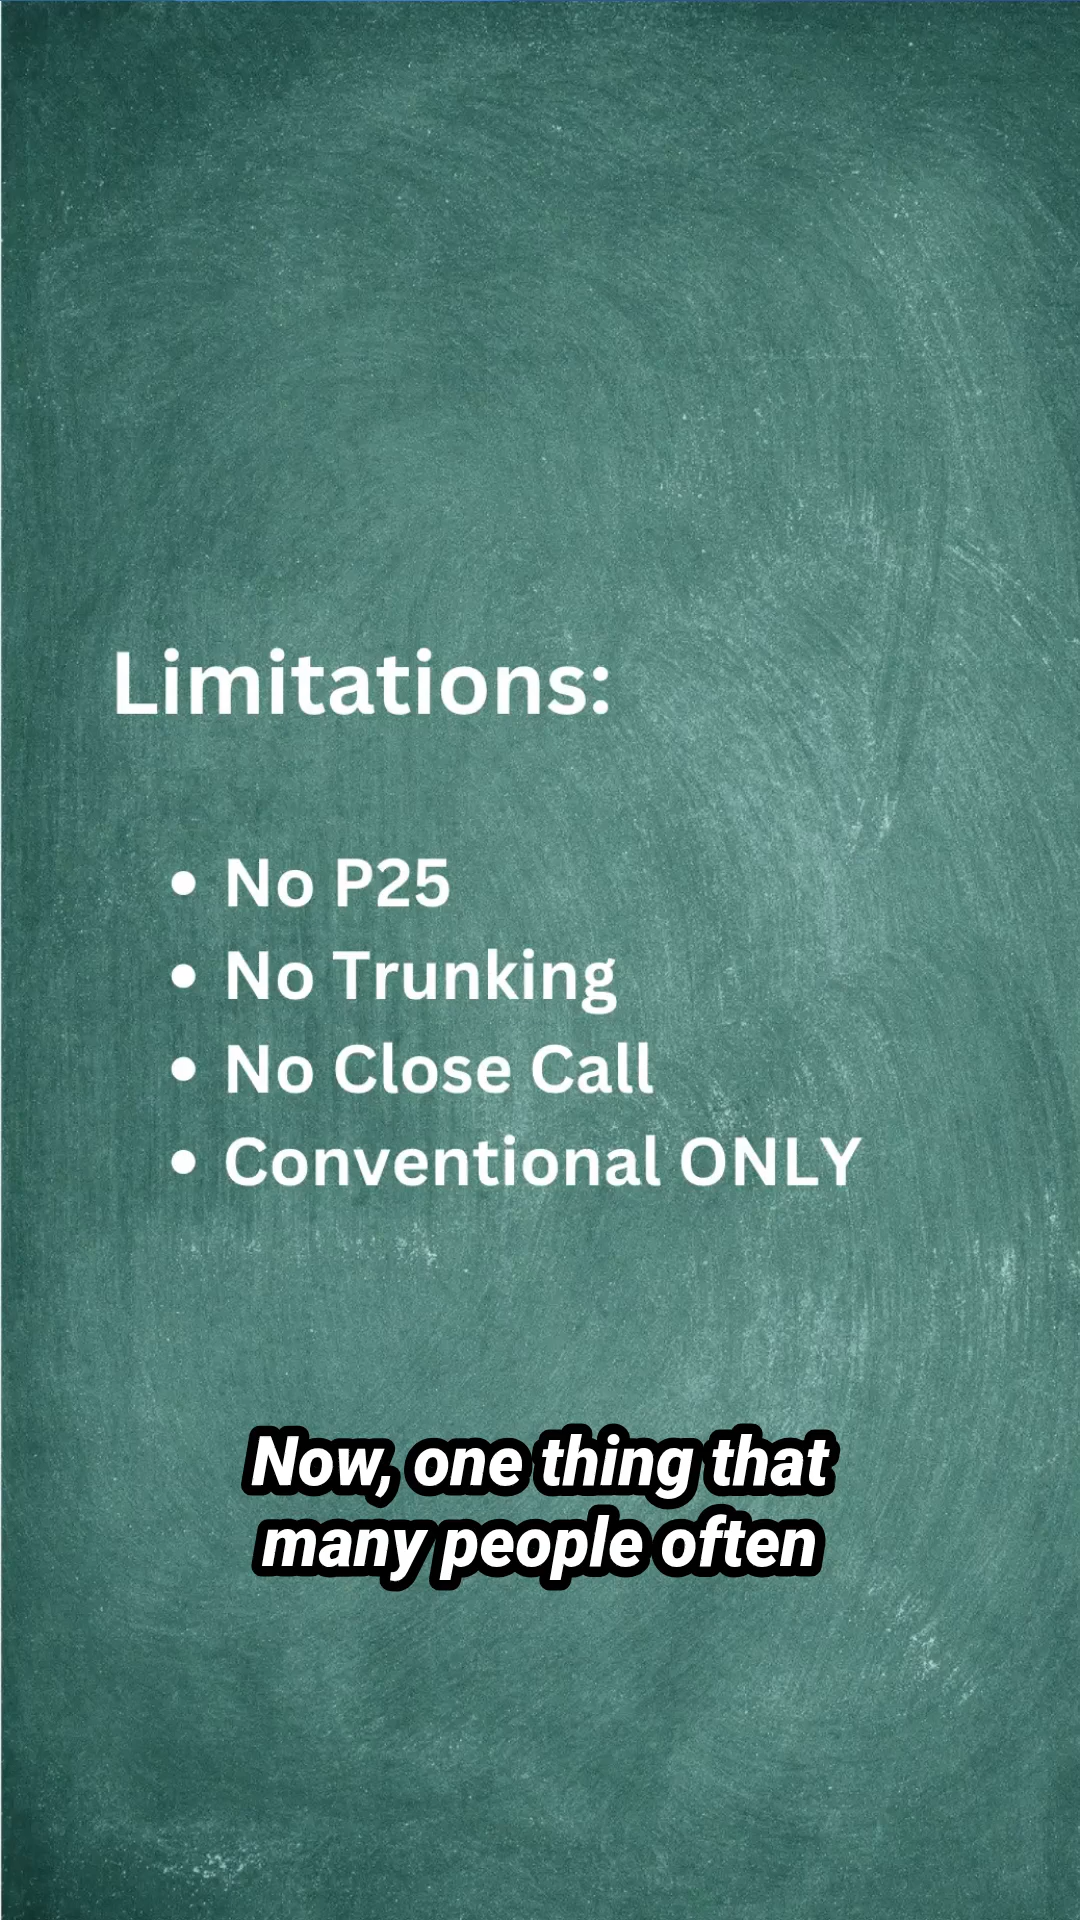 Limitations:
• No P25
• No Trunking
• No Close Call
• Conventional ONLY
Now, one thing that
many people often